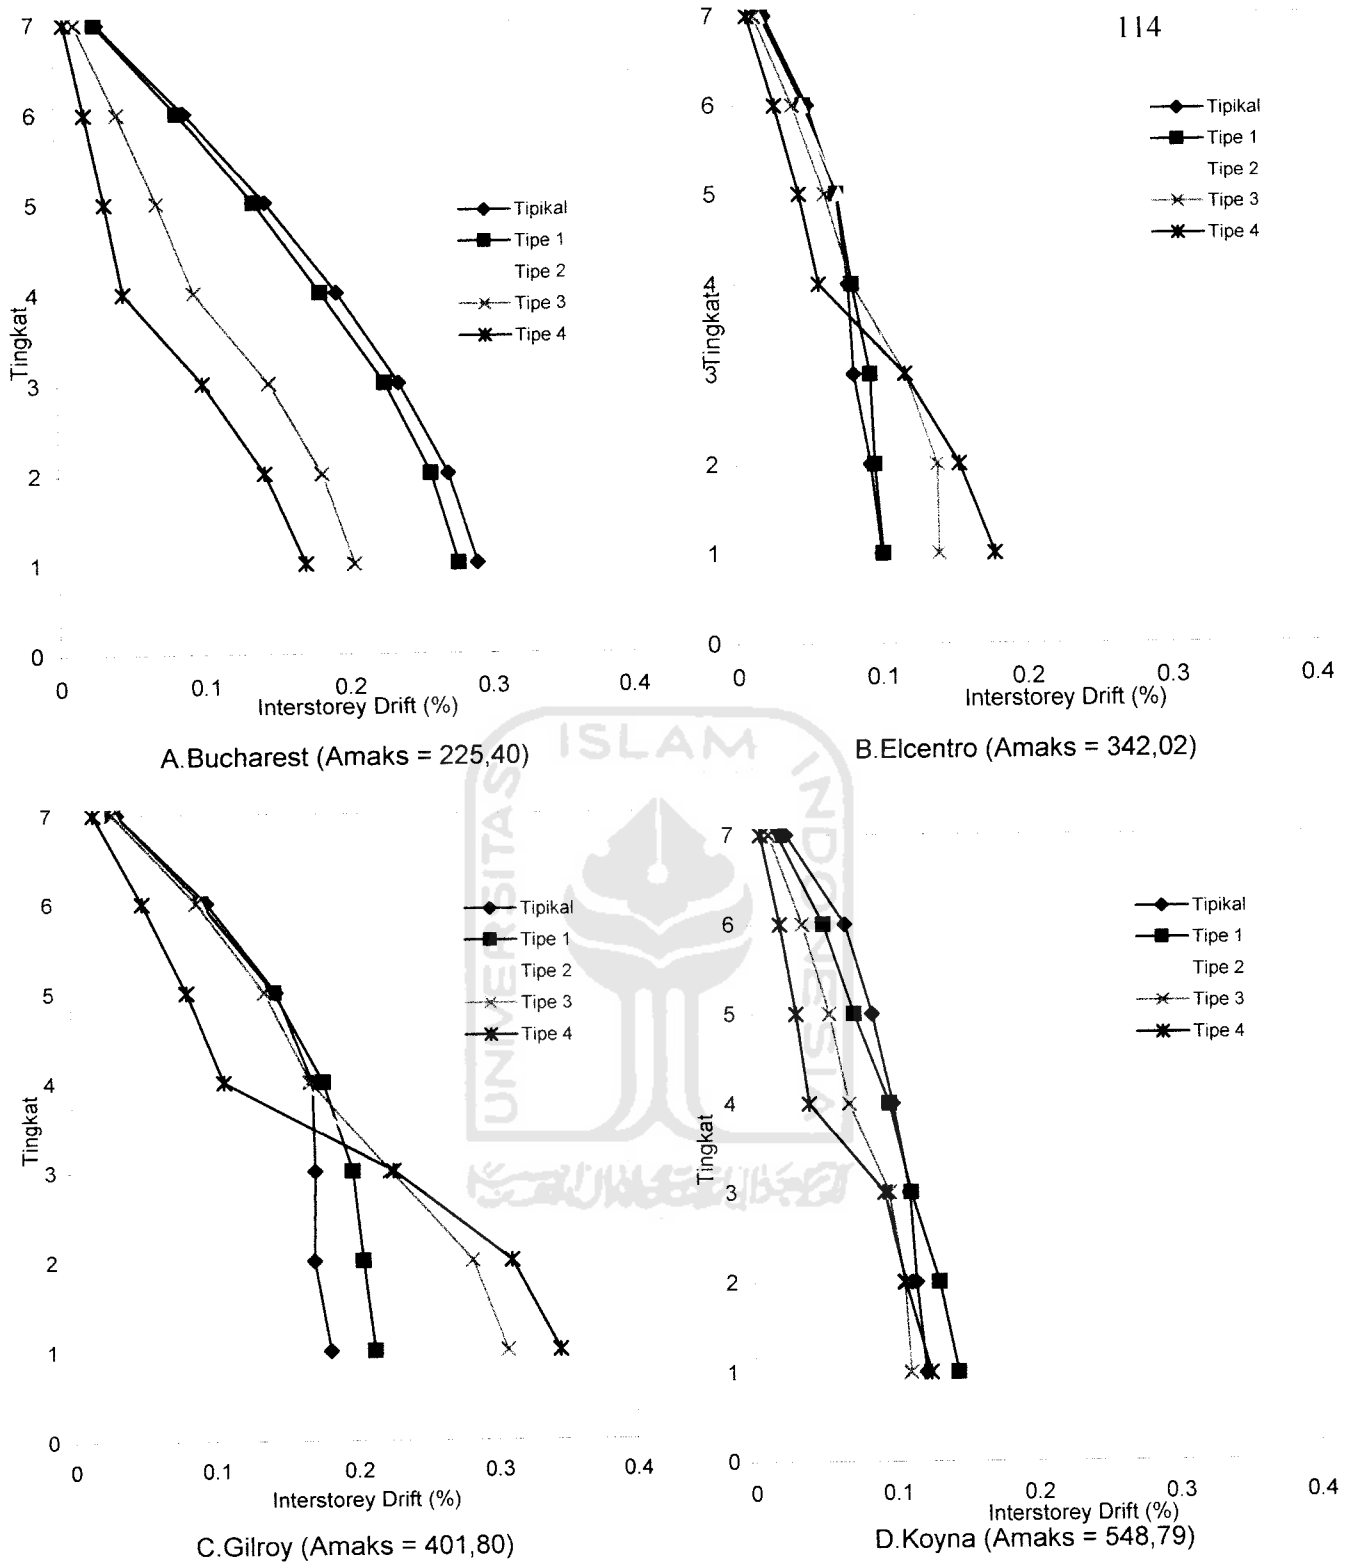 114
7
6
5
4
3
2
1
0
Tingkat
Tipikal
Tipe 1
Tipe 2
Tipe 3
Tipe 4
0 0.1 0.2 0.3 0.4
Interstorey Drift (%)
A.Bucharest (Amaks = 225,40)
7
6
5
4
3
2
1
0
Tingkat
Tipikal
Tipe 1
Tipe 2
Tipe 3
Tipe 4
0 0.1 0.2 0.3 0.4
Interstorey Drift (%)
B.Elcentro (Amaks = 342,02)
UNIVERSITAS
ISLAM
INDONESIA
7
6
5
4
3
2
1
0
Tingkat
Tipikal
Tipe 1
Tipe 2
Tipe 3
Tipe 4
0 0.1 0.2 0.3 0.4
Interstorey Drift (%)
C.Gilroy (Amaks = 401,80)
7
6
5
4
3
2
1
0
Tingkat
Tipikal
Tipe 1
Tipe 2
Tipe 3
Tipe 4
0 0.1 0.2 0.3 0.4
Interstorey Drift (%)
D.Koyna (Amaks = 548,79)